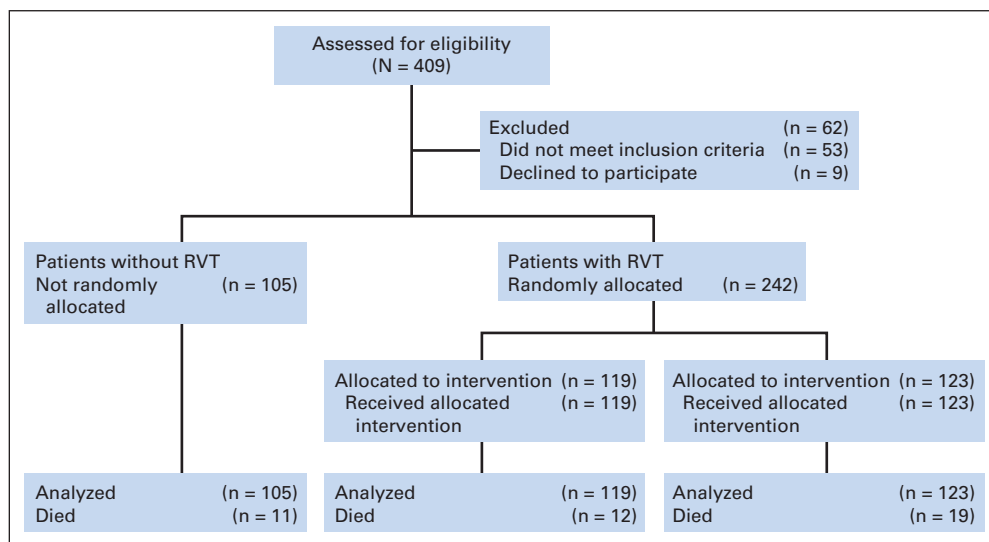 Assessed for eligibility
(N = 409)
Excluded (n = 62)
Did not meet inclusion criteria (n = 53)
Declined to participate (n = 9)
Patients without RVT
Not randomly (n = 105)
allocated
Patients with RVT
Randomly allocated (n = 242)
Allocated to intervention (n = 119)
Received allocated (n = 119)
intervention
Allocated to intervention (n = 123)
Received allocated (n = 123)
intervention
Analyzed (n = 105)
Died (n = 11)
Analyzed (n = 119)
Died (n = 12)
Analyzed (n = 123)
Died (n = 19)